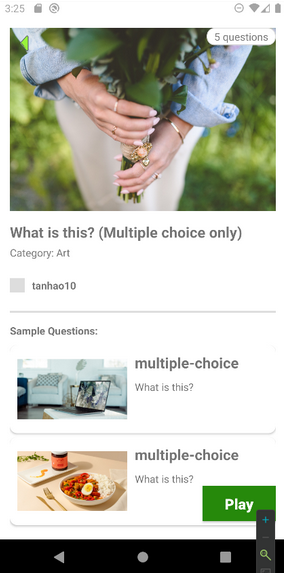 3:25
5 questions
What is this? (Multiple choice only)
Category: Art
tanhao10
Sample Questions:
multiple-choice
What is this?
multiple-choice
What is this?
Play